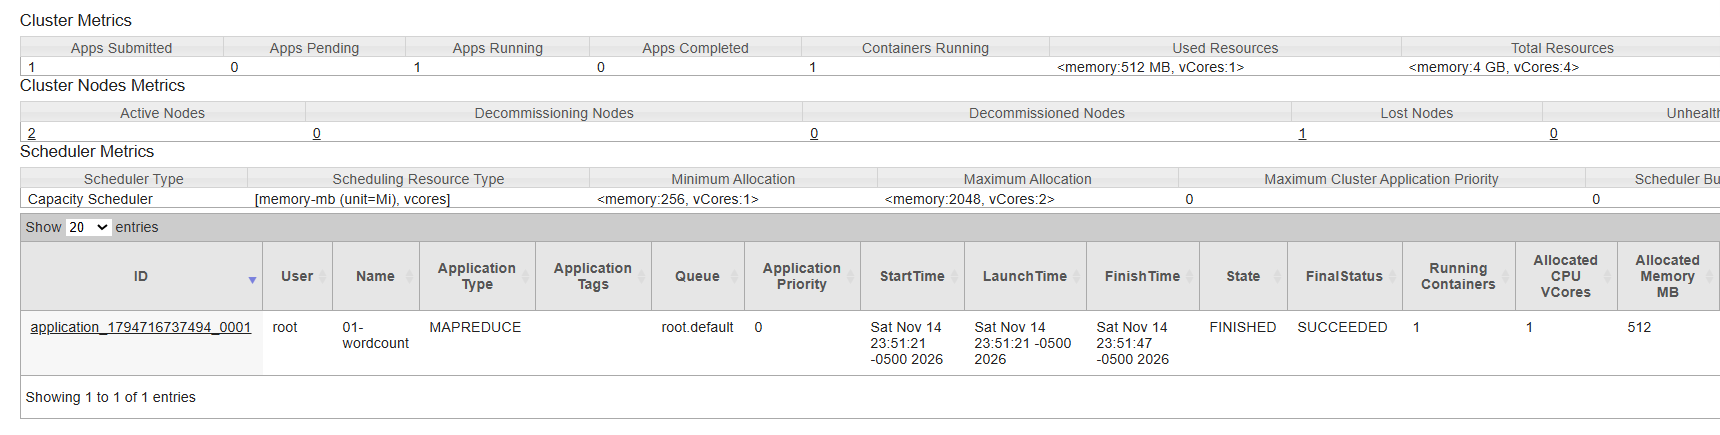 Cluster Metrics
Apps Submitted Apps Pending Apps Running Apps Completed Containers Running Used Resources Total Resources
1 0 1 0 1 <memory:512 MB, vCores:1> <memory:4 GB, vCores:4>
Cluster Nodes Metrics
Active Nodes Decommissioning Nodes Decommissioned Nodes Lost Nodes Unhealt
2 0 0 1 0
Scheduler Metrics
Scheduler Type Scheduling Resource Type Minimum Allocation Maximum Allocation Maximum Cluster Application Priority Scheduler Bu
Capacity Scheduler [memory-mb (unit=Mi), vcores] <memory:256, vCores:1> <memory:2048, vCores:2> 0 0
Show 20 entries
ID User Name Application Type Application Tags Queue Application Priority StartTime LaunchTime FinishTime State FinalStatus Running Containers Allocated CPU VCores Allocated Memory MB
application_1794716737494_0001 root 01- MAPREDUCE root.default 0 Sat Nov 14 Sat Nov 14 Sat Nov 14 FINISHED SUCCEEDED 1 1 512
wordcount 23:51:21 23:51:21 -0500 23:51:47
-0500 2026 2026 -0500 2026
Showing 1 to 1 of 1 entries